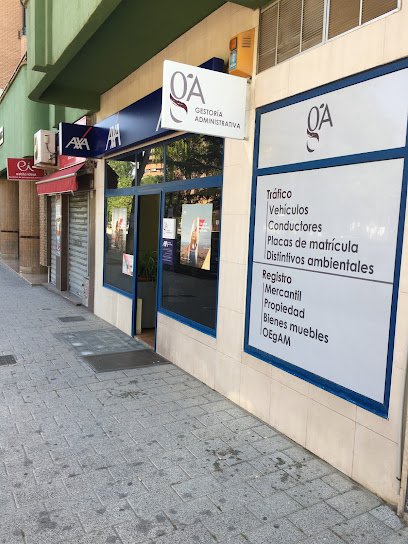 AXA
AXA
gA
GESTORÍA
ADMINISTRATIVA
gA
Tráfico
Vehículos
Conductores
Placas de matrícula
Distintivos ambientales
Registro
Mercantil
Propiedad
Bienes muebles
OEgAM